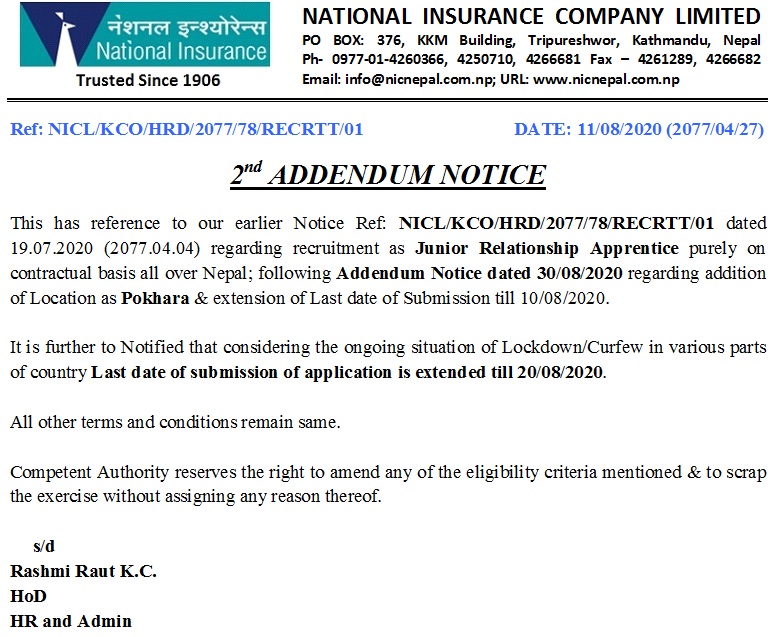 नेशनल इन्श्योरेन्स
National Insurance
Trusted Since 1906
NATIONAL INSURANCE COMPANY LIMITED
PO BOX: 376, KKM Building, Tripureshwor, Kathmandu, Nepal
Ph- 0977-01-4260366, 4250710, 4266681 Fax – 4261289, 4266682
Email: info@nicnepal.com.np; URL: www.nicnepal.com.np
Ref: NICL/KCO/HRD/2077/78/RECRTT/01 DATE: 11/08/2020 (2077/04/27)
2nd ADDENDUM NOTICE
This has reference to our earlier Notice Ref: NICL/KCO/HRD/2077/78/RECRTT/01 dated
19.07.2020 (2077.04.04) regarding recruitment as Junior Relationship Apprentice purely on
contractual basis all over Nepal; following Addendum Notice dated 30/08/2020 regarding addition
of Location as Pokhara & extension of Last date of Submission till 10/08/2020.
It is further to Notified that considering the ongoing situation of Lockdown/Curfew in various parts
of country Last date of submission of application is extended till 20/08/2020.
All other terms and conditions remain same.
Competent Authority reserves the right to amend any of the eligibility criteria mentioned & to scrap
the exercise without assigning any reason thereof.
s/d
Rashmi Raut K.C.
HoD
HR and Admin